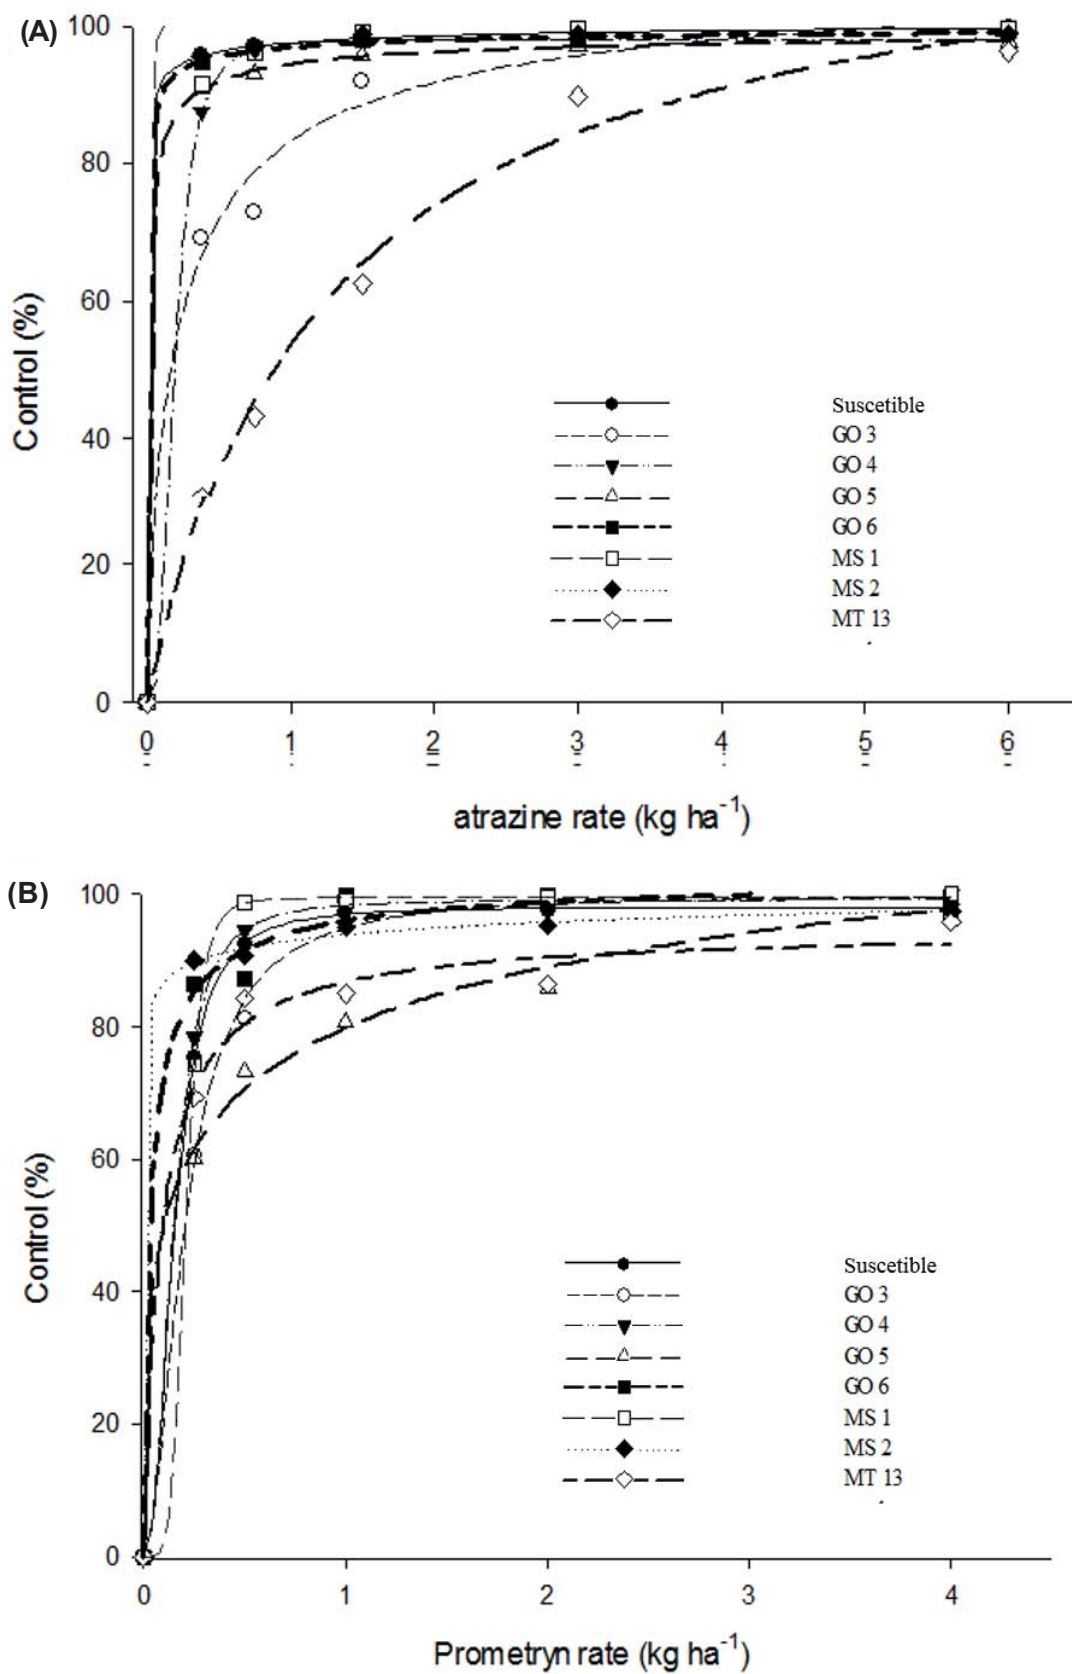 (A)
100
80
60
40
20
0
Control (%)
Suscetible
GO 3
GO 4
GO 5
GO 6
MS 1
MS 2
MT 13
0 1 2 3 4 5 6
atrazine rate (kg ha⁻¹)
(B)
100
80
60
40
20
0
Control (%)
Suscetible
GO 3
GO 4
GO 5
GO 6
MS 1
MS 2
MT 13
0 1 2 3 4
Prometryn rate (kg ha⁻¹)